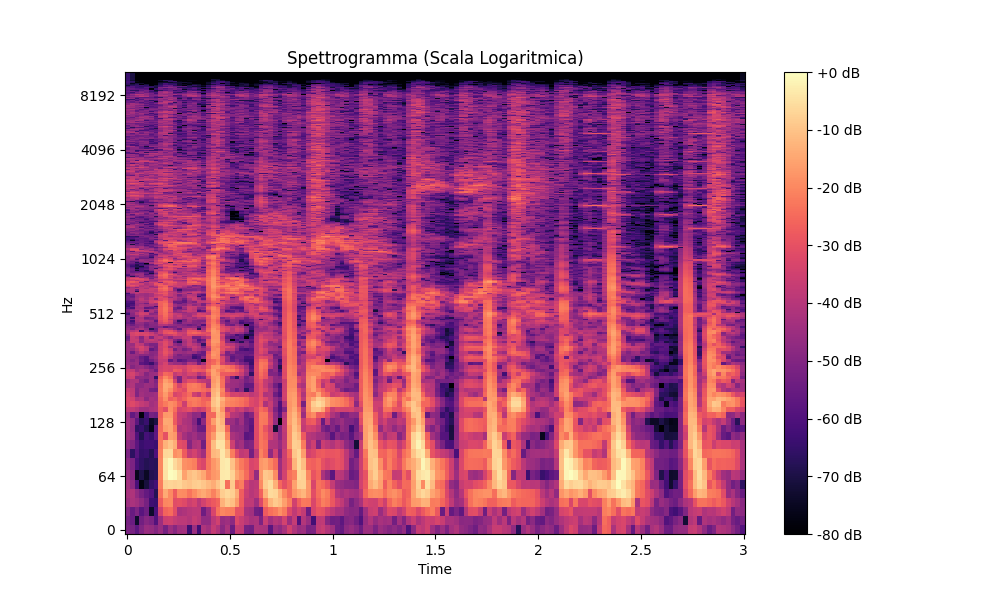 Spettrogramma (Scala Logaritmica)
Hz
8192
4096
2048
1024
512
256
128
64
0
0
0.5
1
1.5
2
2.5
3
Time
+0 dB
-10 dB
-20 dB
-30 dB
-40 dB
-50 dB
-60 dB
-70 dB
-80 dB